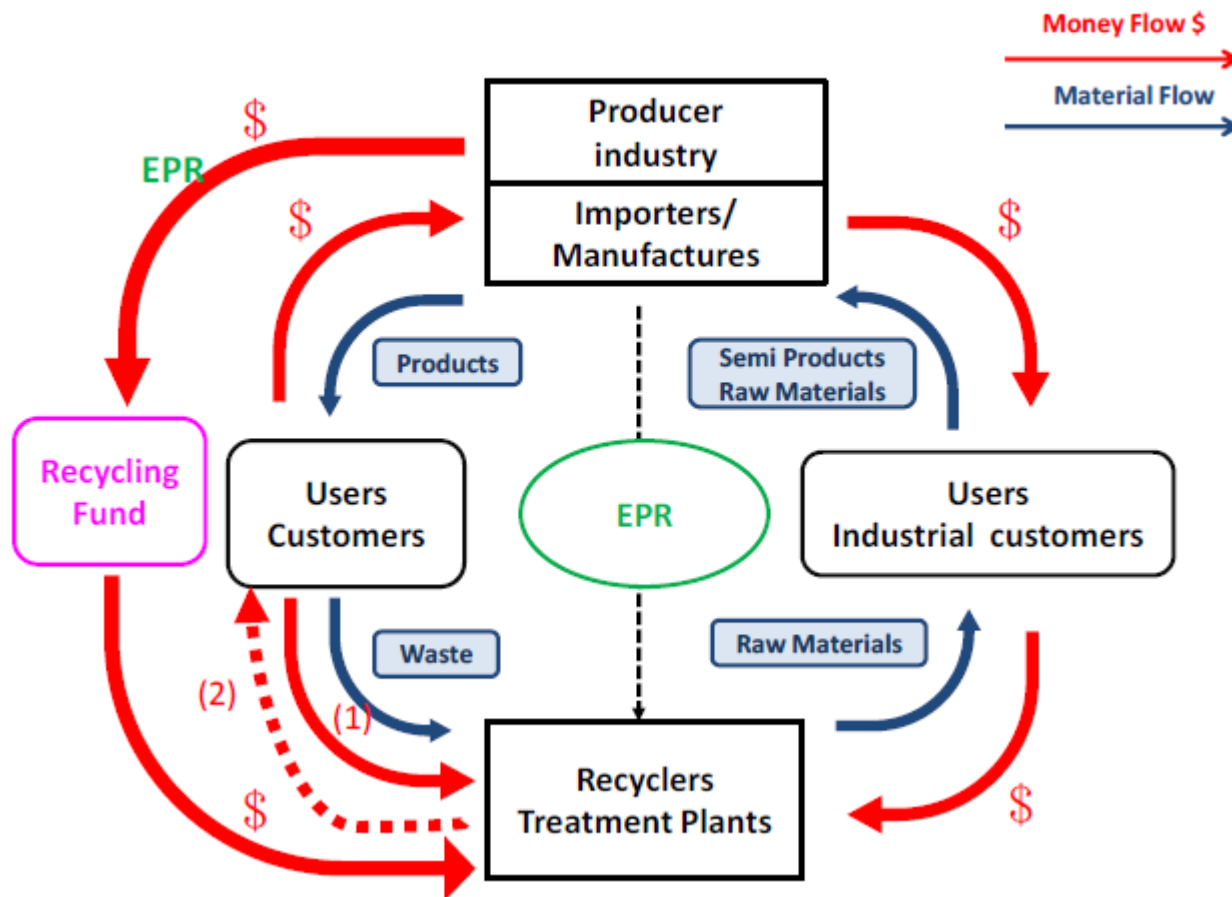 Money Flow $
Material Flow
$
EPR
Producer
industry
Importers/
Manufactures
$
$
Products
Semi Products
Raw Materials
Recycling
Fund
Users
Customers
EPR
Users
Industrial customers
Waste
Raw Materials
(2)
(1)
$
Recyclers
Treatment Plants
$